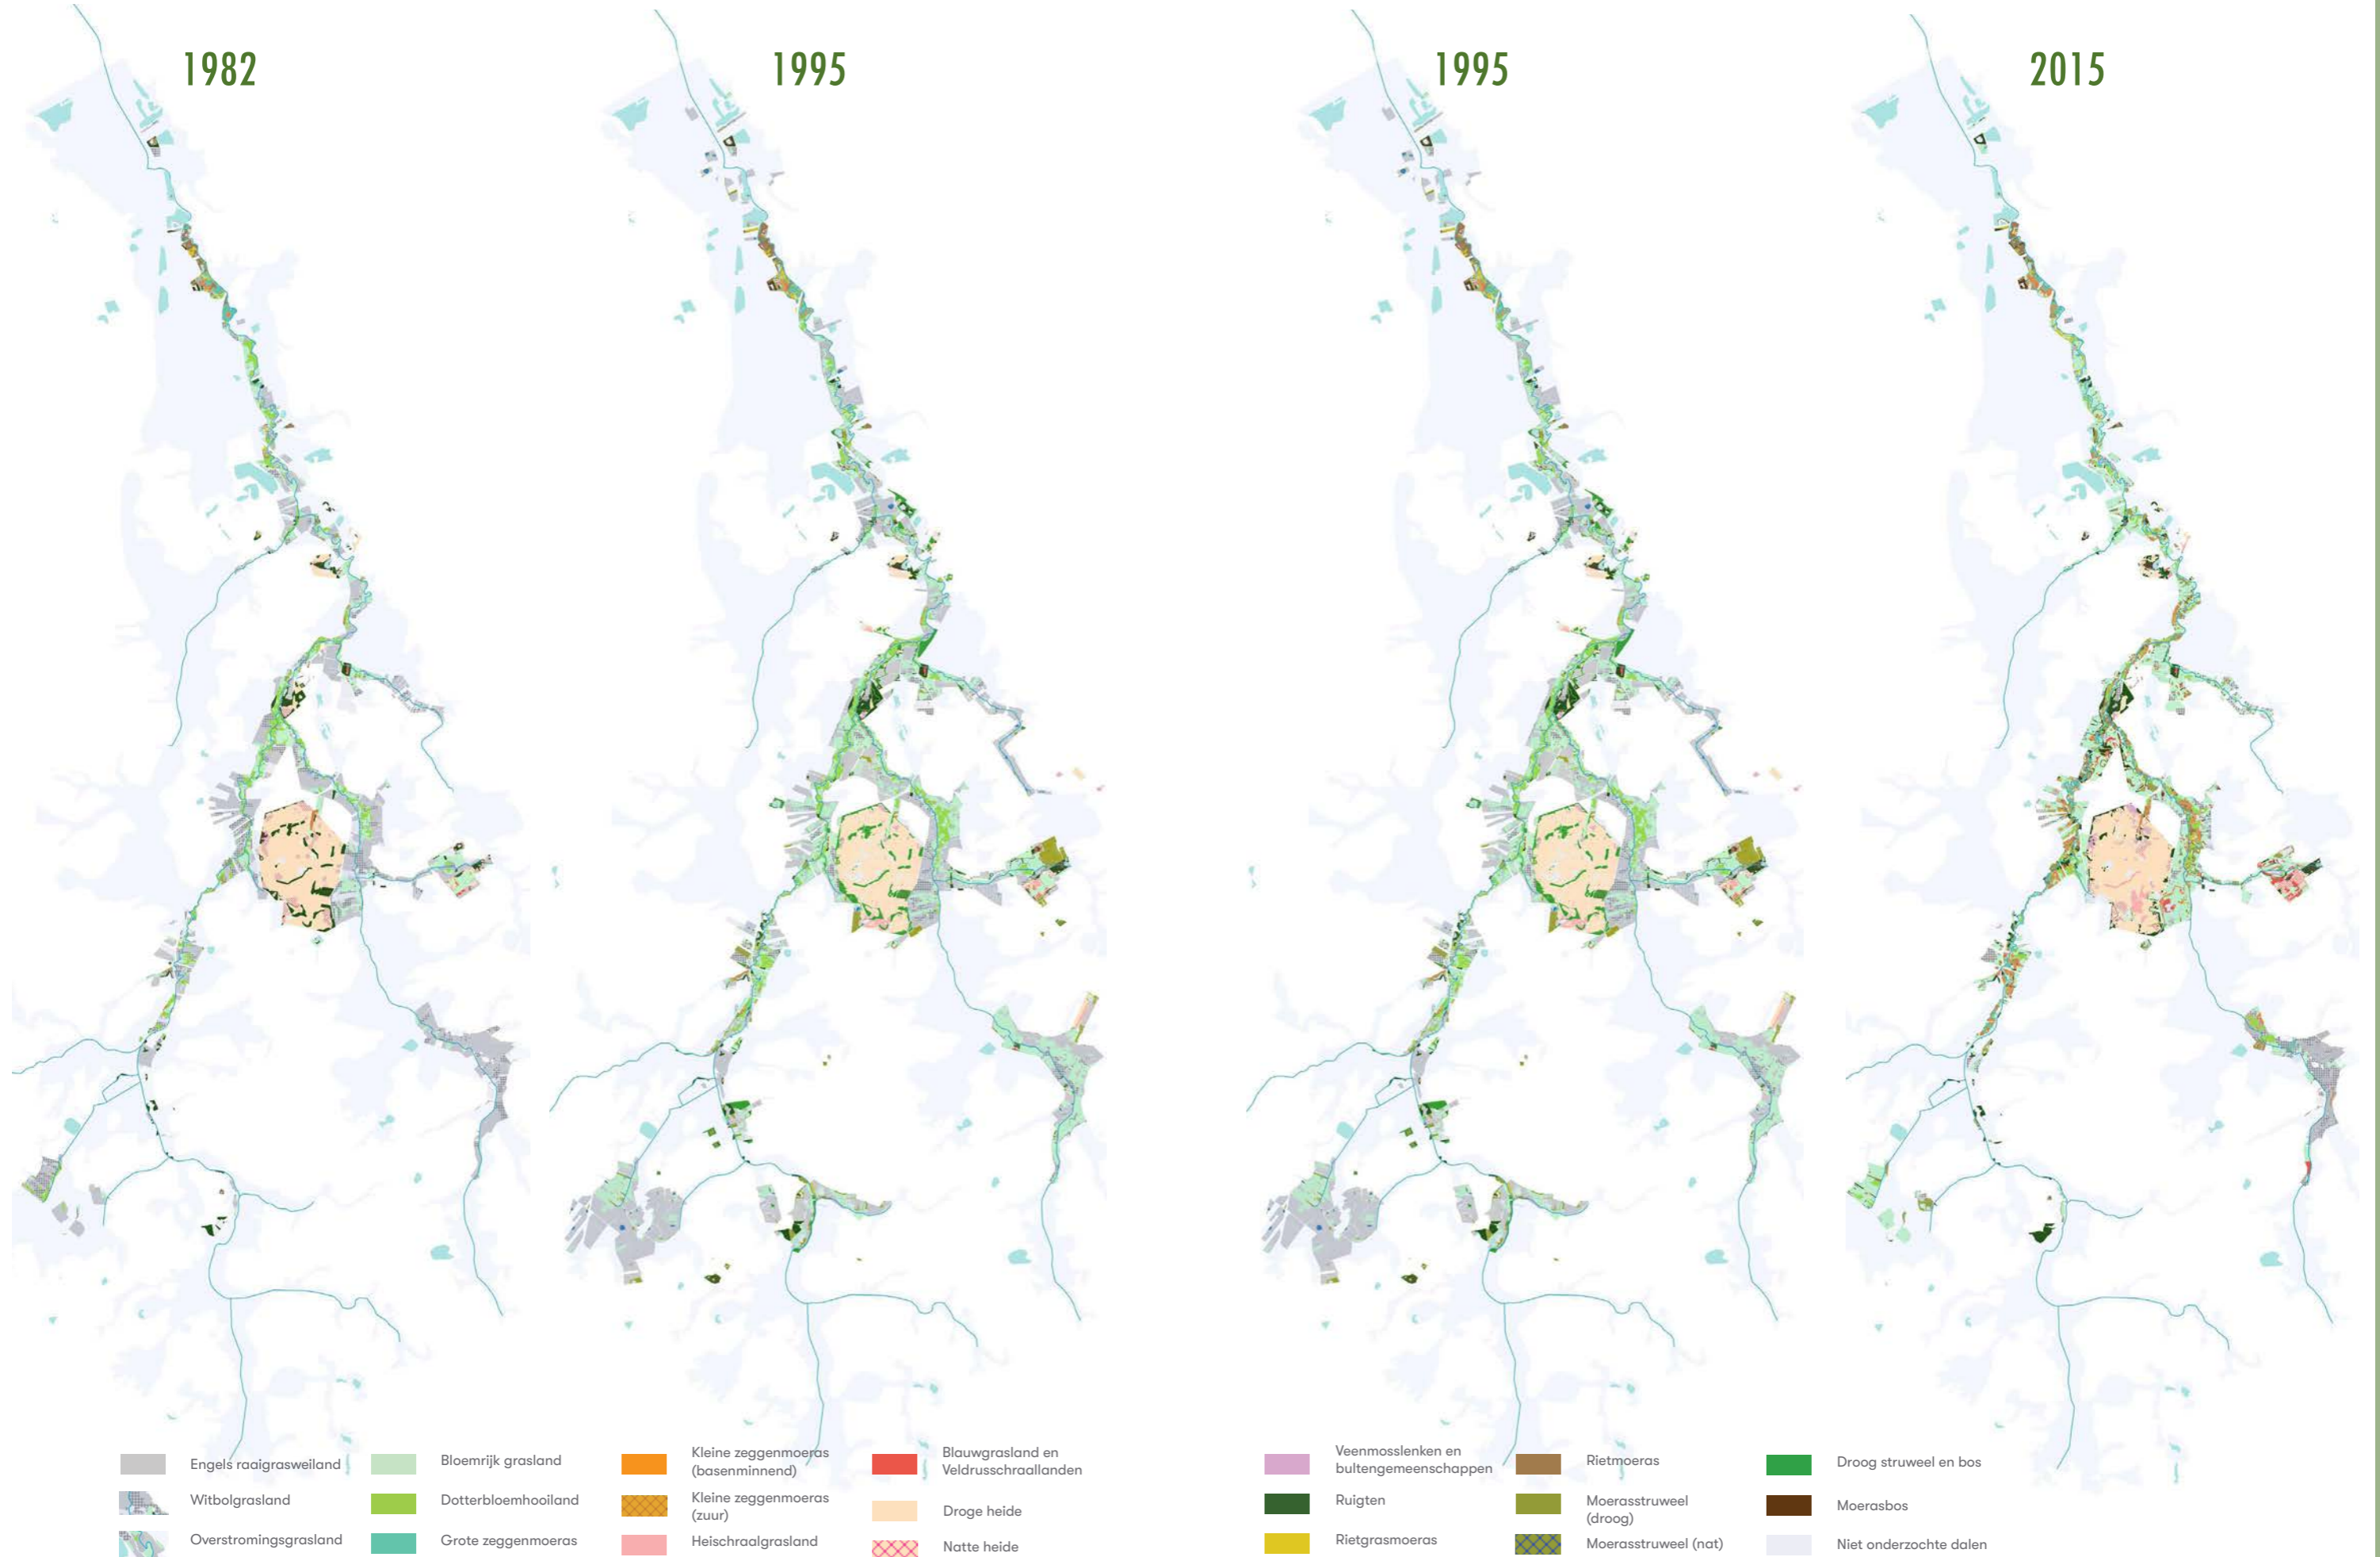 1982
1995
1995
2015
Engels raaigrasweiland
Witbolgrasland
Overstromingsgrasland
Bloemrijk grasland
Dotterbloemhooiland
Grote zeggenmoeras
Kleine zeggenmoeras
(basenminnend)
Kleine zeggenmoeras
(zuur)
Heischraalgrasland
Blauwgrasland en
Veldrusschraallanden
Droge heide
Natte heide
Veenmosslenken en
bultengemeenschappen
Ruigten
Rietgrasmoeras
Rietmoeras
Moerasstruweel
(droog)
Moerasstruweel (nat)
Droog struweel en bos
Moerasbos
Niet onderzochte dalen